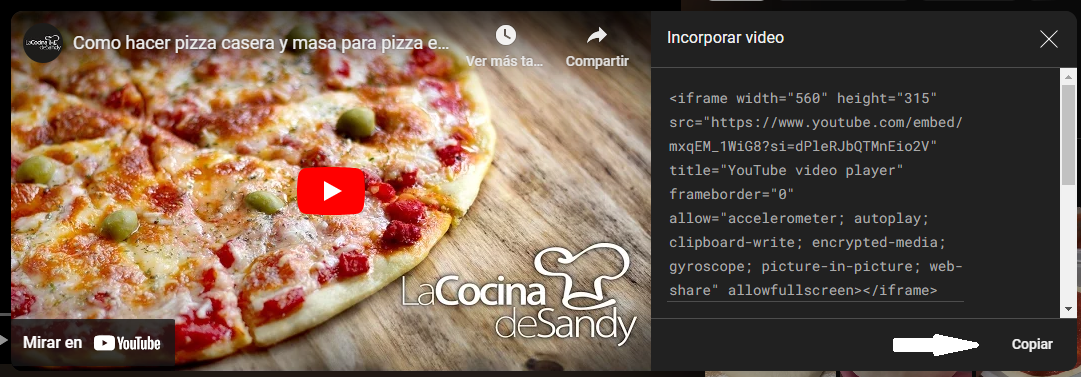 LaCocina
deSandy
Como hacer pizza casera y masa para pizza e...
Ver más ta...
Compartir
LaCocina
deSandy
Mirar en YouTube
Incorporar video
<iframe width="560" height="315"
src="https://www.youtube.com/embed/
mxqEM_1WiG8?si=dPleRJbQTMnEio2V"
title="YouTube video player"
frameborder="0"
allow="accelerometer; autoplay;
clipboard-write; encrypted-media;
gyroscope; picture-in-picture; web-
share" allowfullscreen></iframe>
Copiar